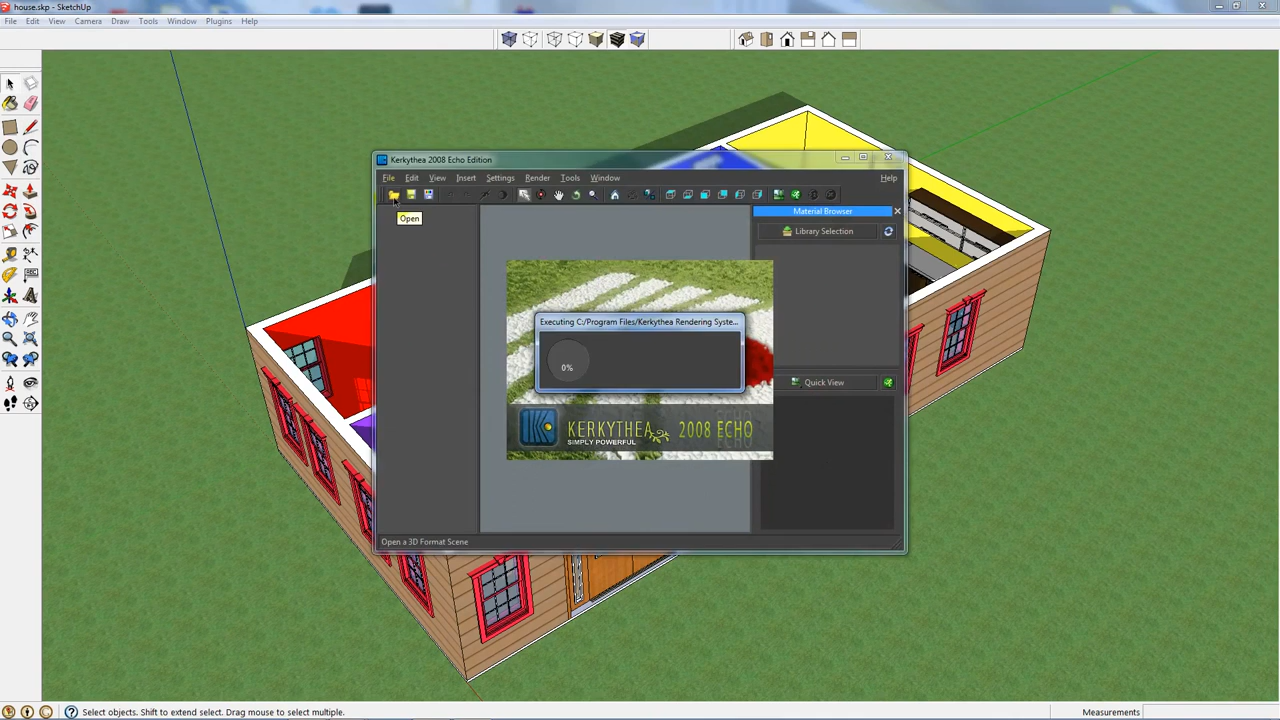 house.skp - SketchUp
File Edit View Camera Draw Tools Window Plugins Help
Kerkythea 2008 Echo Edition
File Edit View Insert Settings Render Tools Window Help
Open
Material Browser
Library Selection
Executing C:/Program Files/Kerkythea Rendering Syste...
0%
Quick View
KERKYTHEA 2008 ECHO
SIMPLY POWERFUL
Open a 3D Format Scene
Select objects. Shift to extend select. Drag mouse to select multiple.
Measurements